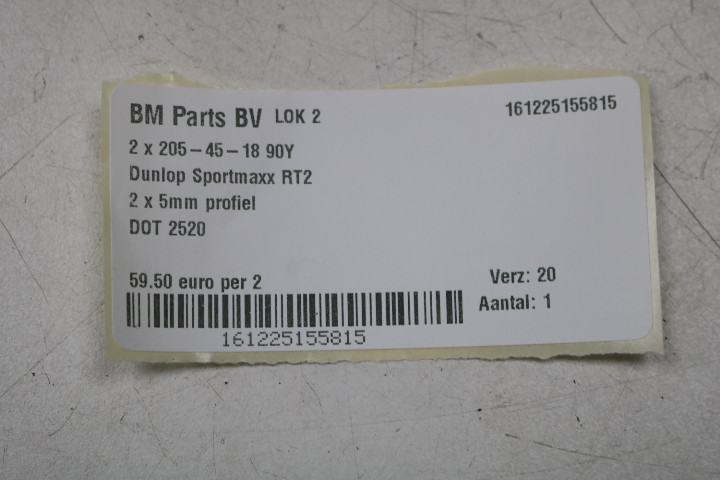 BM Parts BV LOK 2 161225155815
2 x 205-45-18 90Y
Dunlop Sportmaxx RT2
2 x 5mm profiel
DOT 2520
59.50 euro per 2 Verz: 20
Aantal: 1
161225155815